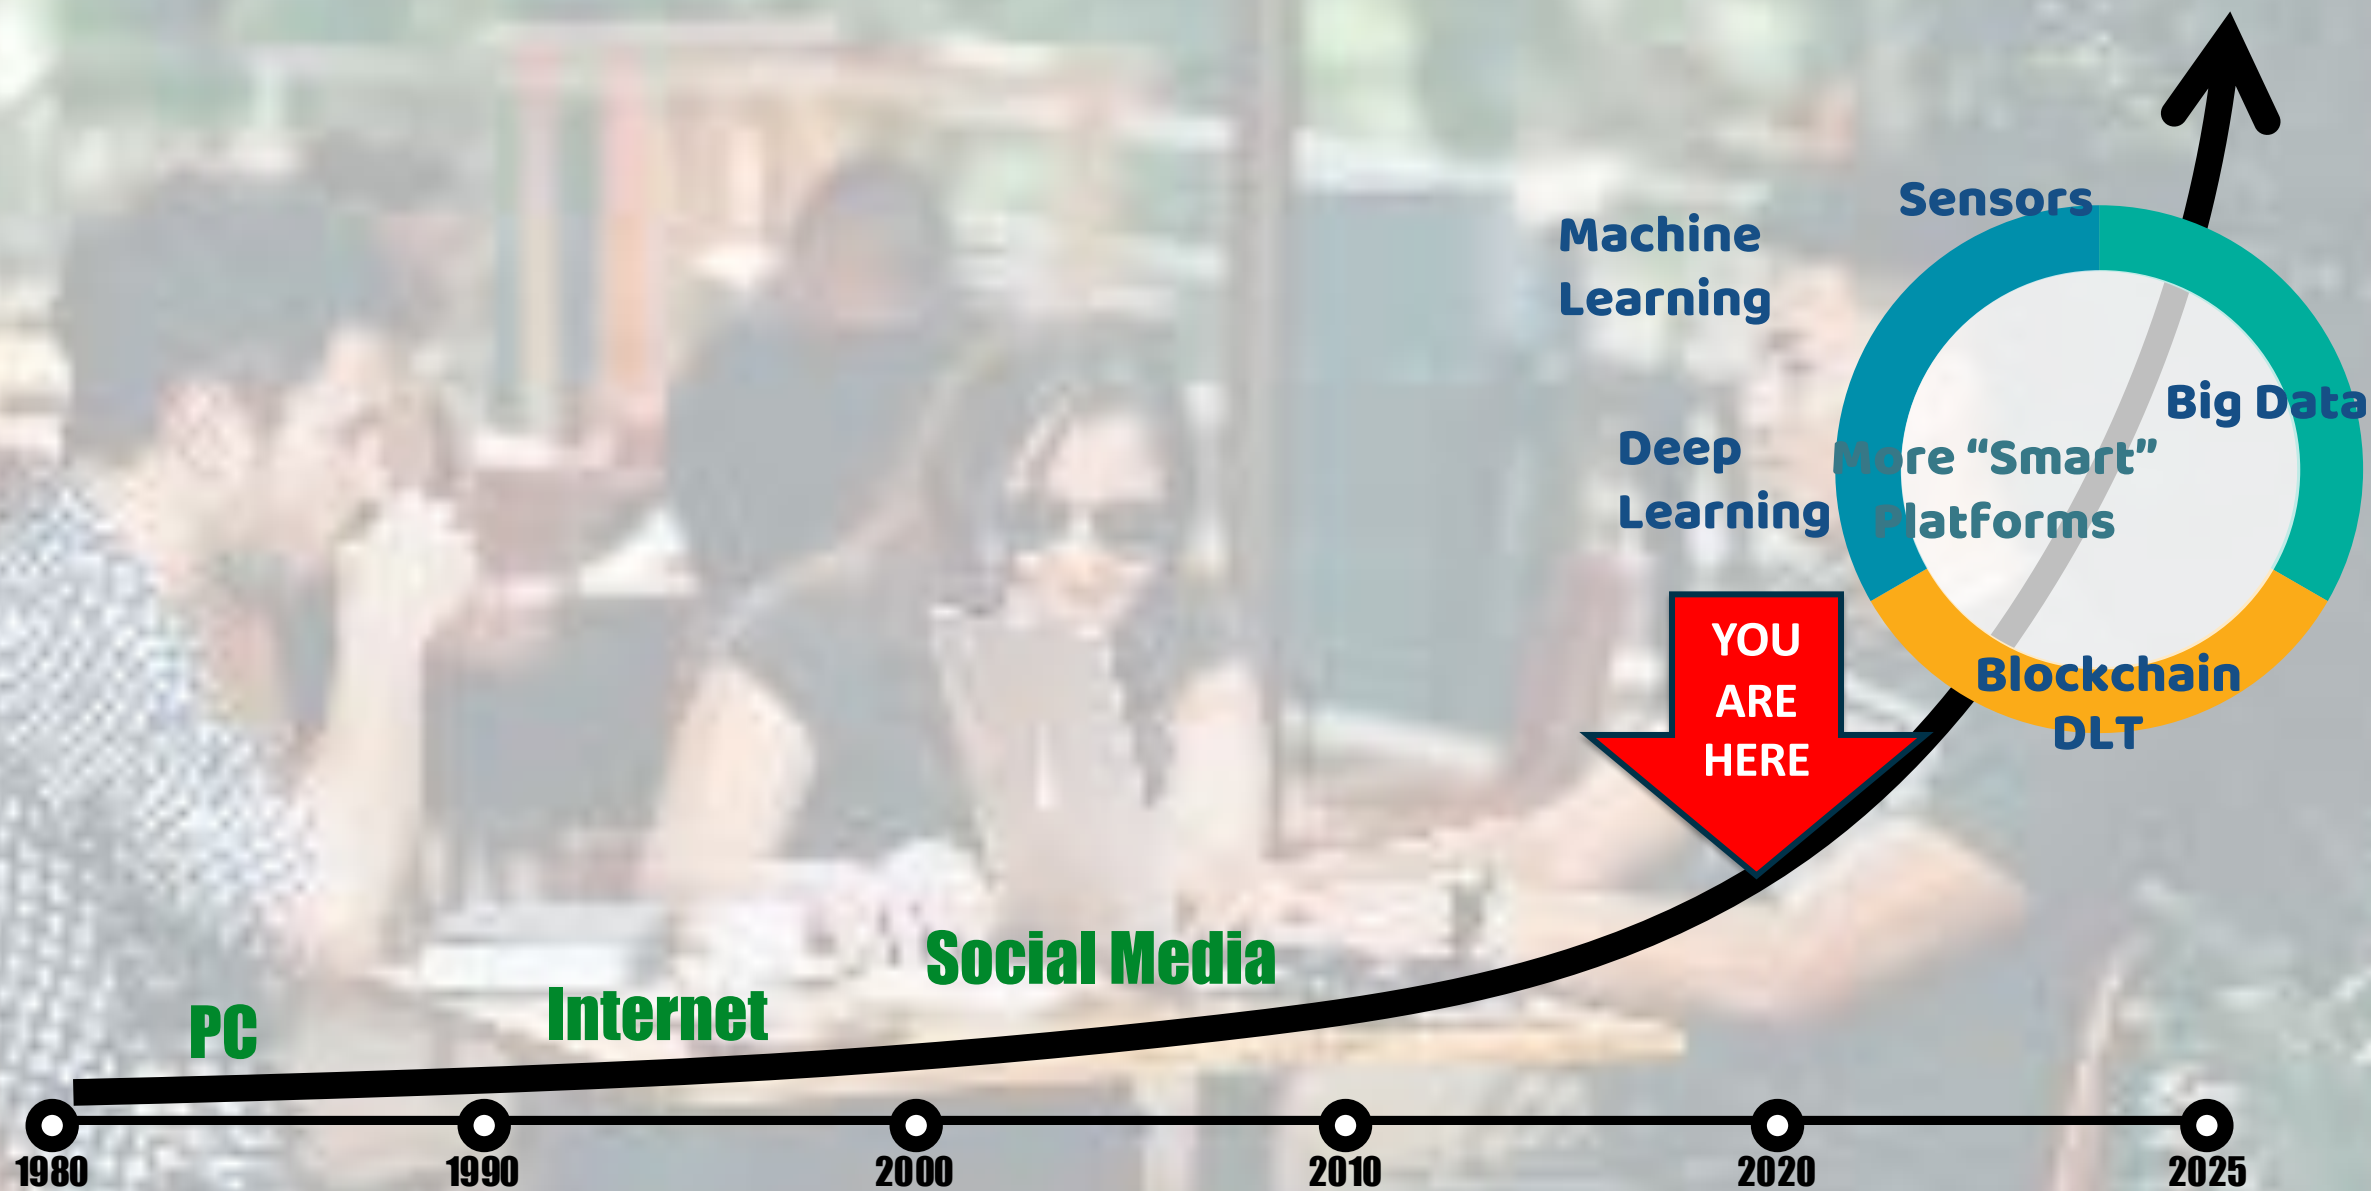 Sensors
Machine
Learning
Big Data
Deep
Learning
More “Smart”
Platforms
YOU
ARE
HERE
Blockchain
DLT
Social Media
Internet
PC
1980
1990
2000
2010
2020
2025